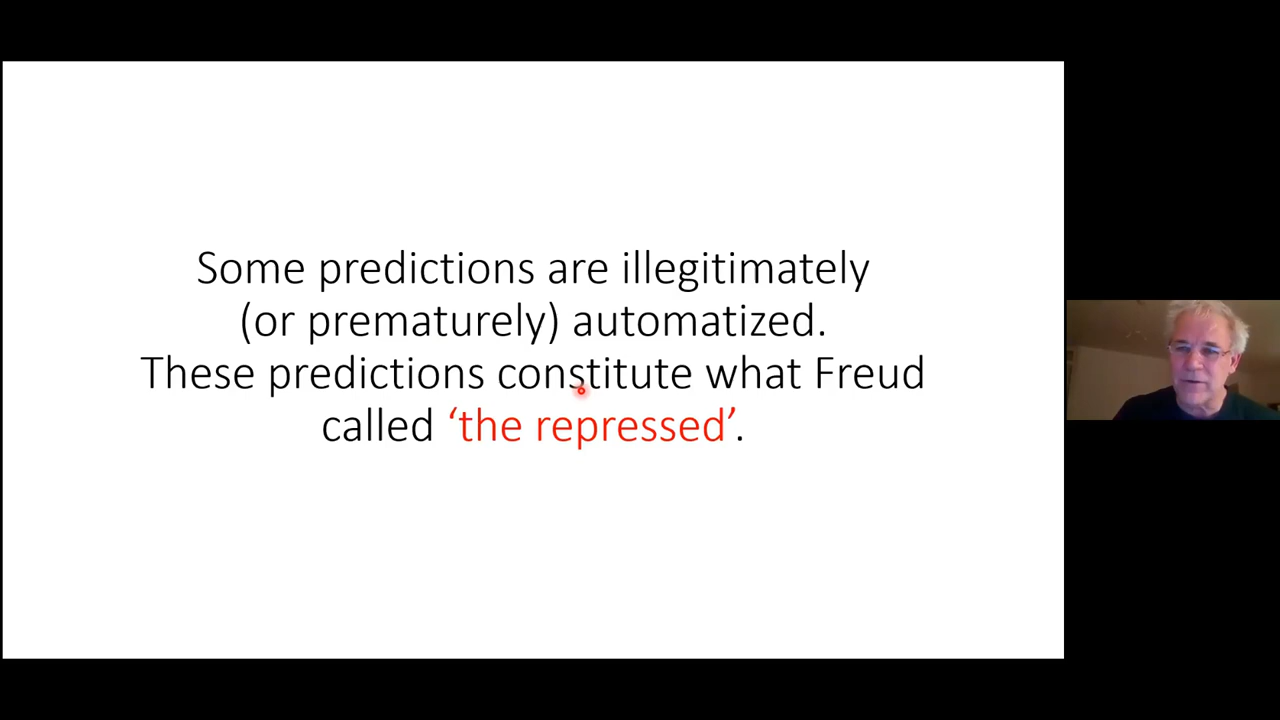 Some predictions are illegitimately
(or prematurely) automatized.
These predictions constitute what Freud
called ‘the repressed’.